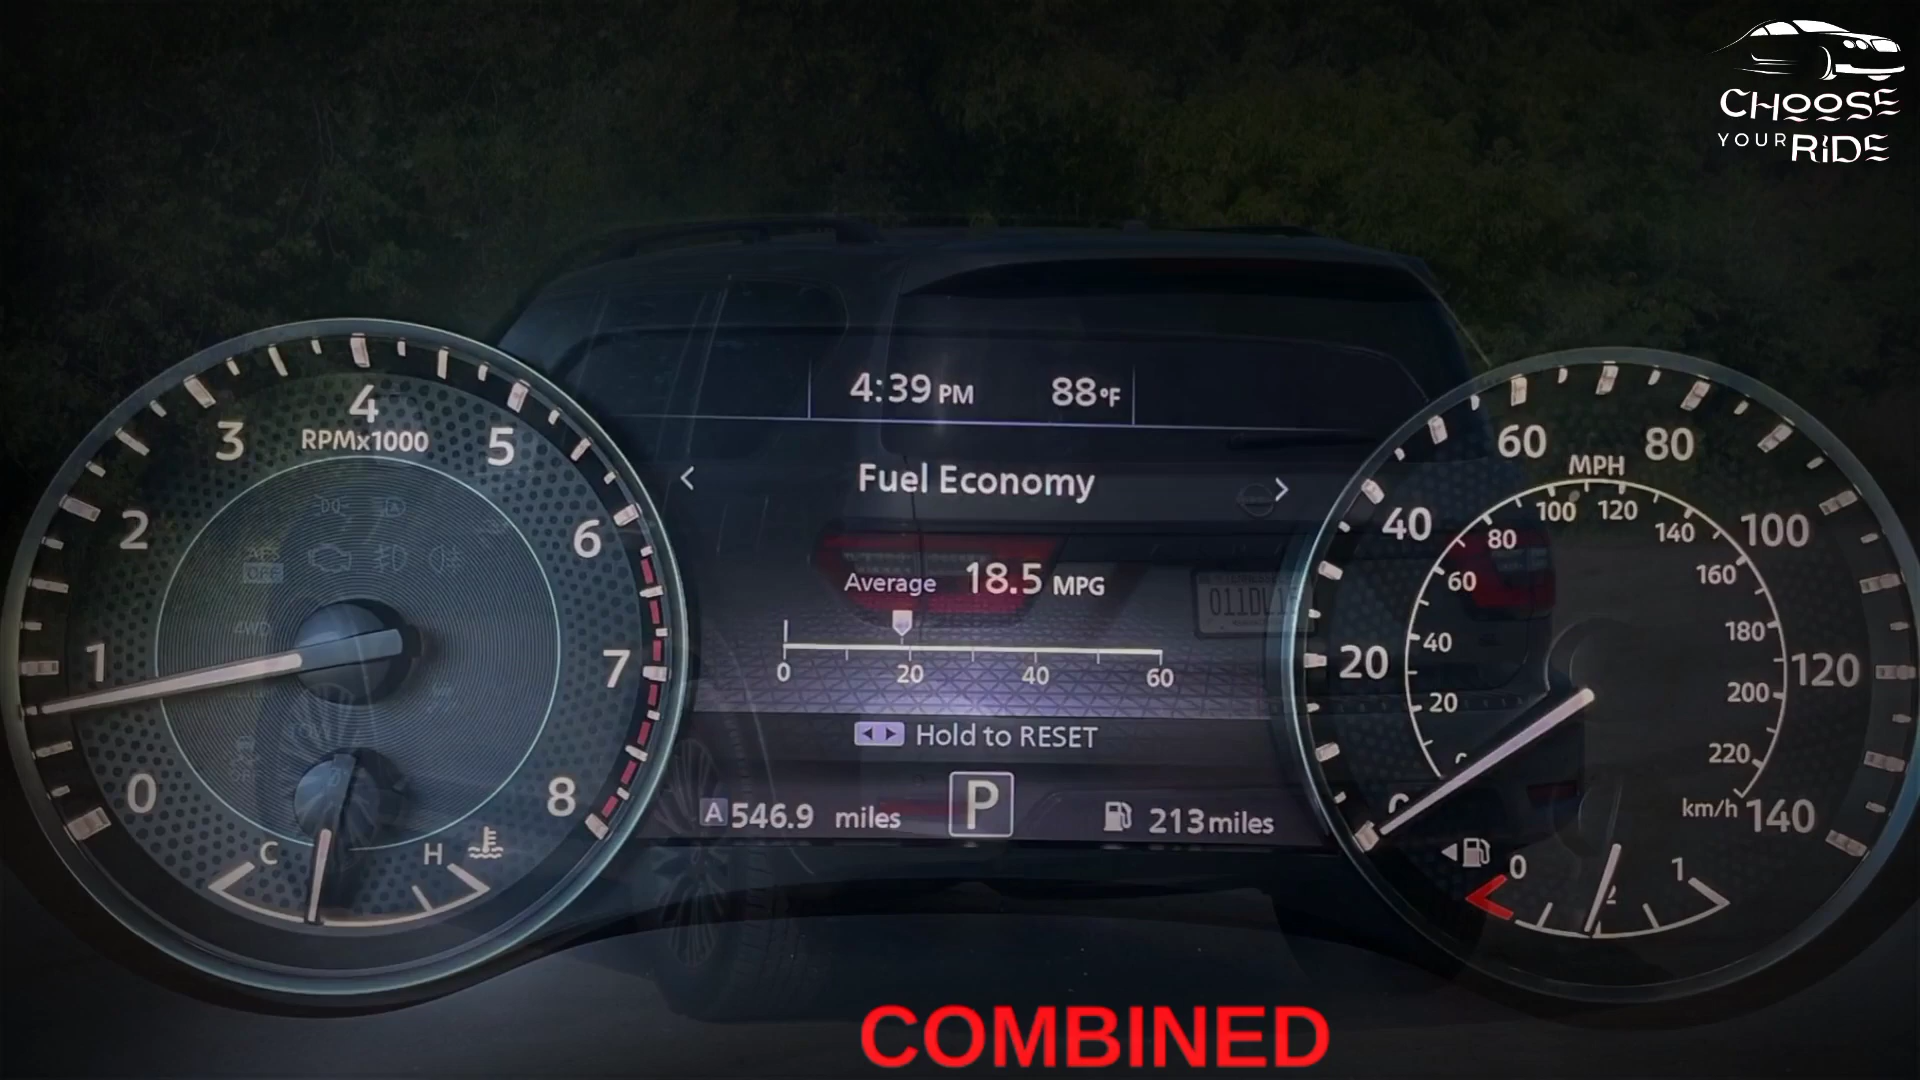 CHOOSE
YOUR RIDE
4:39 PM 88°F
Fuel Economy
Average 18.5 MPG
0 20 40 60
Hold to RESET
A 546.9 miles P 213 miles
0 1 2 3 4 5 6 7 8
RPMx1000
C H
AFS
OFF
4WD
20 40 60 80 100 120 140
MPH
20 40 60 80 100 120 140 160 180 200 220
km/h
0 1
COMBINED